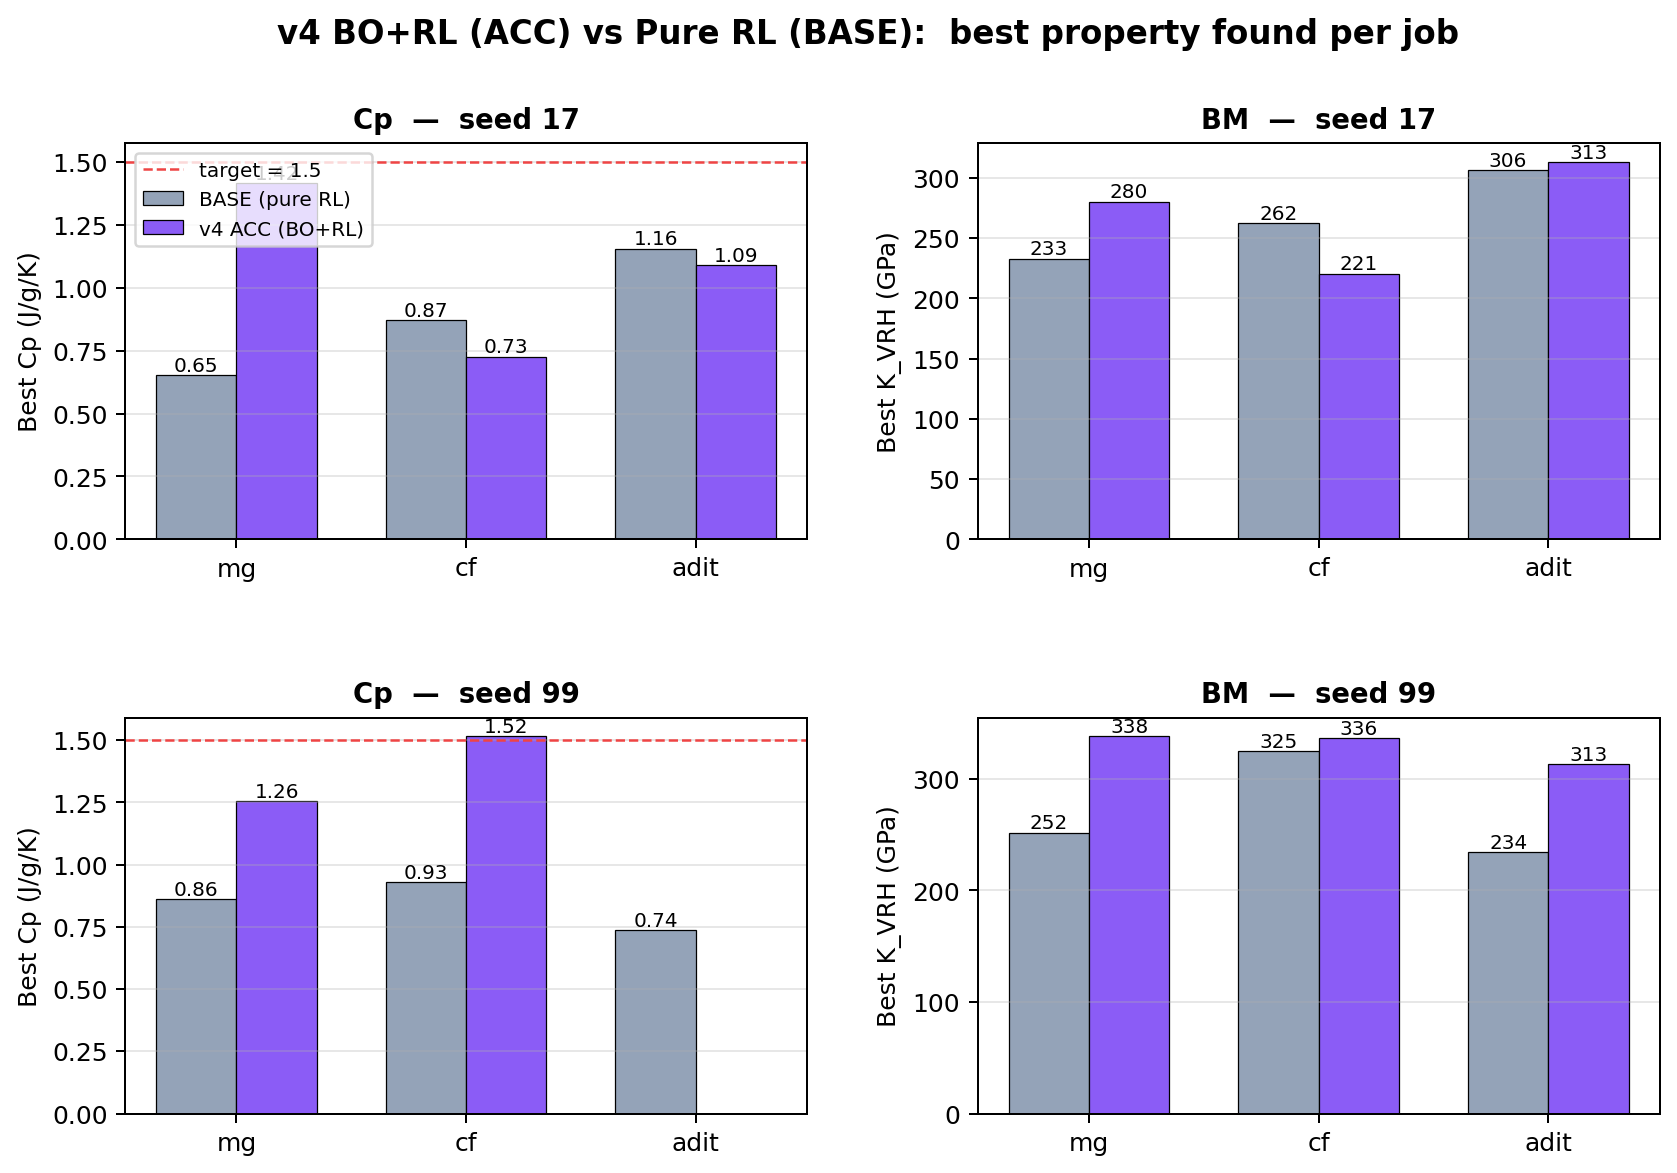 v4 BO+RL (ACC) vs Pure RL (BASE):  best property found per job
Cp — seed 17
Best Cp (J/g/K)
1.50
1.25
1.00
0.75
0.50
0.25
0.00
target = 1.5
BASE (pure RL)
v4 ACC (BO+RL)
0.65
1.42
0.87
0.73
1.16
1.09
mg
cf
adit
BM — seed 17
Best K_VRH (GPa)
300
250
200
150
100
50
0
233
280
262
221
306
313
mg
cf
adit
Cp — seed 99
Best Cp (J/g/K)
1.50
1.25
1.00
0.75
0.50
0.25
0.00
0.86
1.26
0.93
1.52
0.74
mg
cf
adit
BM — seed 99
Best K_VRH (GPa)
300
200
100
0
252
338
325
336
234
313
mg
cf
adit